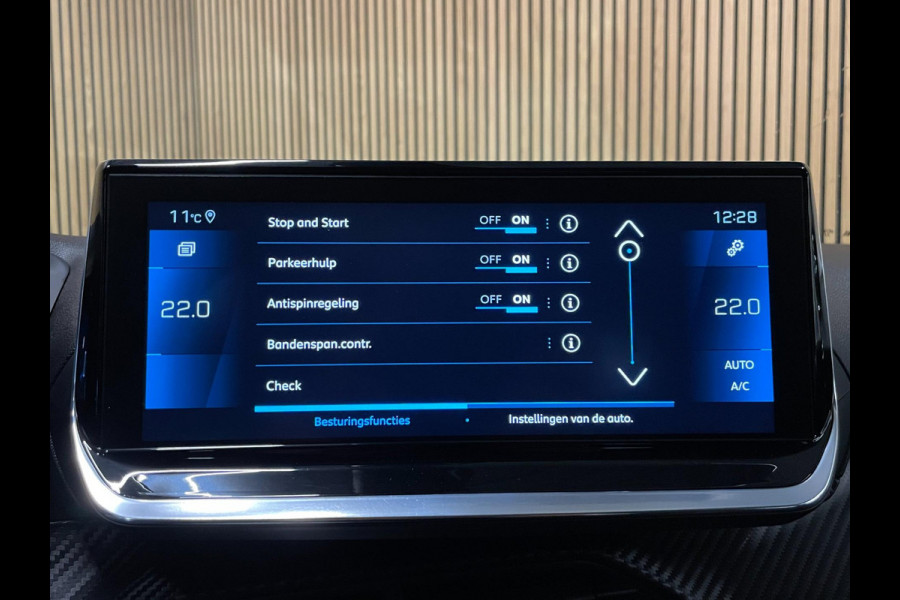 11°C 12:28
Stop and Start OFF ON
Parkeerhulp OFF ON
22.0 22.0
Antispinregeling OFF ON
Bandenspan.contr.
AUTO
Check A/C
Besturingsfuncties • Instellingen van de auto.